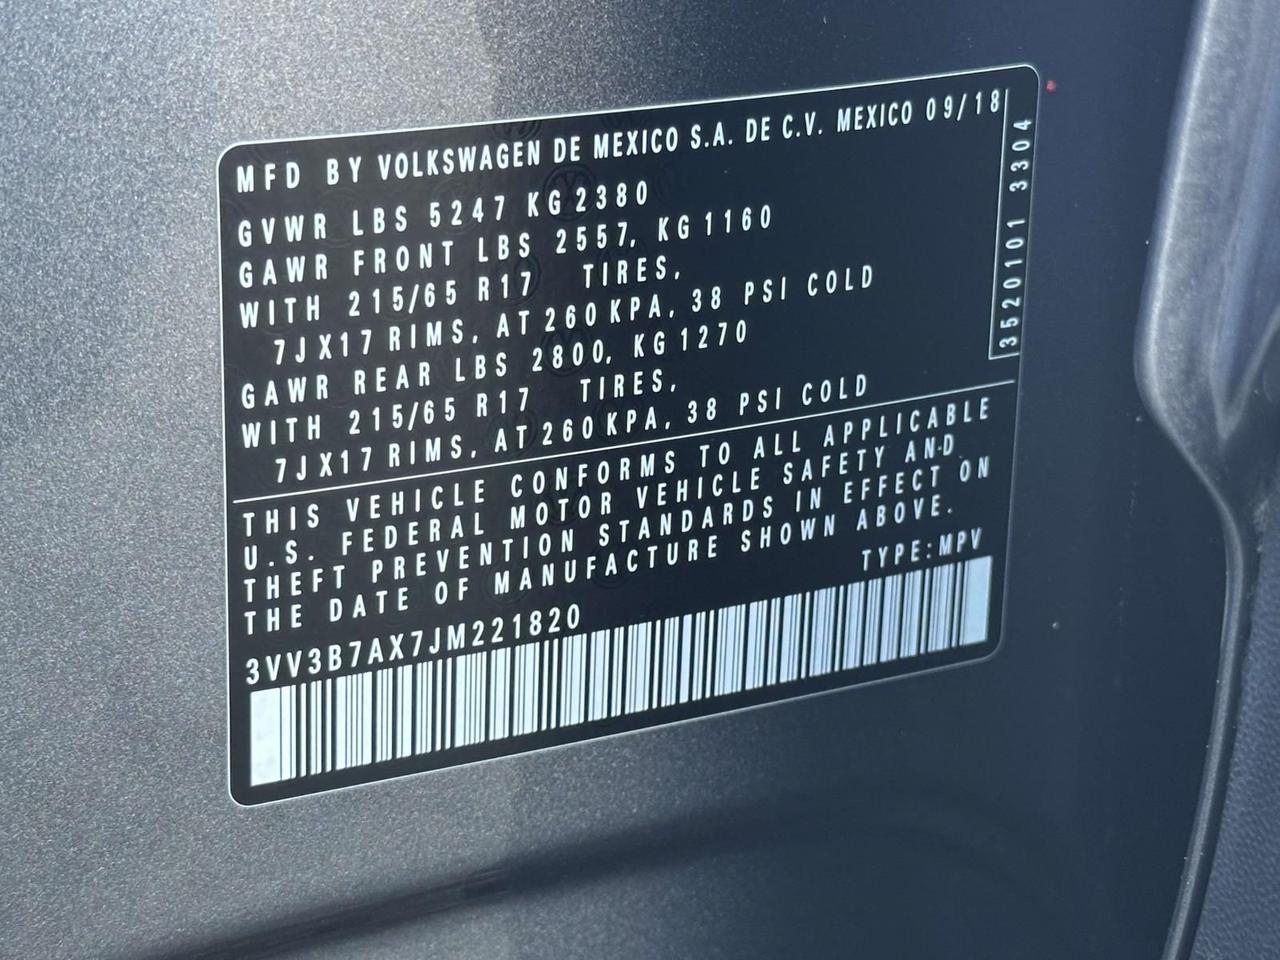 MFD BY VOLKSWAGEN DE MEXICO S.A. DE C.V. MEXICO 09/18
GVWR LBS 5247 KG 2380
GAWR FRONT LBS 2557, KG 1160
WITH 215/65 R17 TIRES,
7JX17 RIMS, AT 260KPA, 38 PSI COLD
GAWR REAR LBS 2800, KG 1270
WITH 215/65 R17 TIRES,
7JX17 RIMS, AT 260KPA, 38 PSI COLD
3520101 3304
THIS VEHICLE CONFORMS TO ALL APPLICABLE
U.S. FEDERAL MOTOR VEHICLE SAFETY AND
THEFT PREVENTION STANDARDS IN EFFECT ON
THE DATE OF MANUFACTURE SHOWN ABOVE.
TYPE:MPV
3VV3B7AX7JM221820